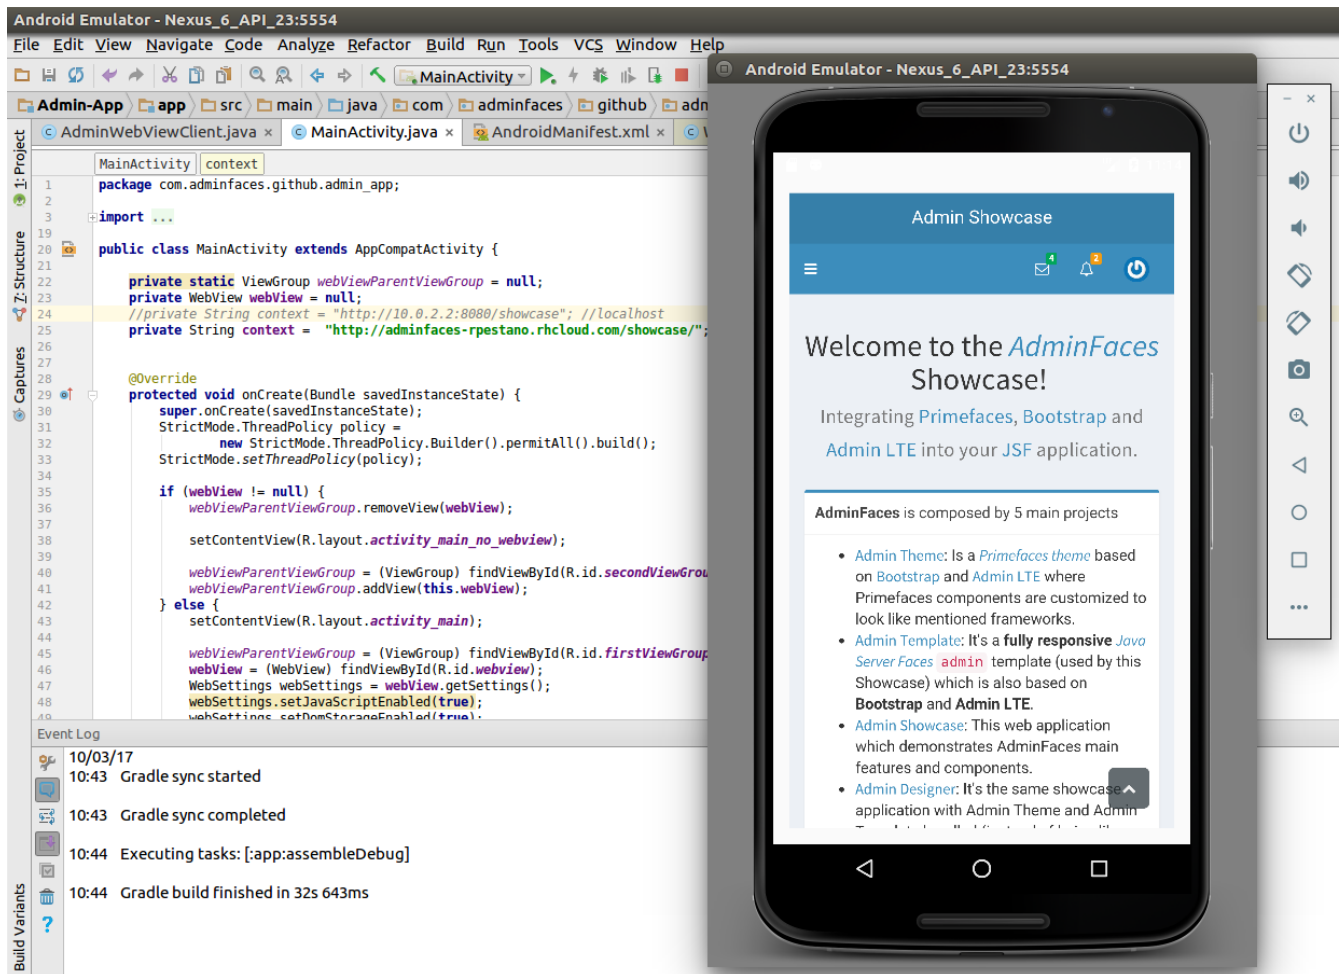 Android Emulator - Nexus_6_API_23:5554
File Edit View Navigate Code Analyze Refactor Build Run Tools VCS Window Help
MainActivity
Admin-App app src main java com adminfaces github adm
AdminWebViewClient.java × MainActivity.java × AndroidManifest.xml ×
MainActivity context
1 package com.adminfaces.github.admin_app;
2
3 import ...
19
20 public class MainActivity extends AppCompatActivity {
21
22 private static ViewGroup webViewParentViewGroup = null;
23 private WebView webView = null;
24 //private String context = "http://10.0.2.2:8080/showcase"; //localhost
25 private String context = "http://adminfaces-rpestano.rhcloud.com/showcase/";
26
27
28 @Override
29 protected void onCreate(Bundle savedInstanceState) {
30 super.onCreate(savedInstanceState);
31 StrictMode.ThreadPolicy policy =
32 new StrictMode.ThreadPolicy.Builder().permitAll().build();
33 StrictMode.setThreadPolicy(policy);
34
35 if (webView != null) {
36 webViewParentViewGroup.removeView(webView);
37
38 setContentView(R.layout.activity_main_no_webview);
39
40 webViewParentViewGroup = (ViewGroup) findViewById(R.id.secondViewGrou
41 webViewParentViewGroup.addView(this.webView);
42 } else {
43 setContentView(R.layout.activity_main);
44
45 webViewParentViewGroup = (ViewGroup) findViewById(R.id.firstViewGroup
46 webView = (WebView) findViewById(R.id.webview);
47 WebSettings webSettings = webView.getSettings();
48 webSettings.setJavaScriptEnabled(true);
49 webSettings.setDomStorageEnabled(true);
1: Project
7: Structure
Captures
Build Variants
Event Log
10/03/17
10:43 Gradle sync started
10:43 Gradle sync completed
10:44 Executing tasks: [:app:assembleDebug]
10:44 Gradle build finished in 32s 643ms
Android Emulator - Nexus_6_API_23:5554
Admin Showcase
4 2
Welcome to the AdminFaces
Showcase!
Integrating Primefaces, Bootstrap and
Admin LTE into your JSF application.
AdminFaces is composed by 5 main projects
• Admin Theme: Is a Primefaces theme based
on Bootstrap and Admin LTE where
Primefaces components are customized to
look like mentioned frameworks.
• Admin Template: It's a fully responsive Java
Server Faces admin template (used by this
Showcase) which is also based on
Bootstrap and Admin LTE.
• Admin Showcase: This web application
which demonstrates AdminFaces main
features and components.
• Admin Designer: It's the same showcase
application with Admin Theme and Admin